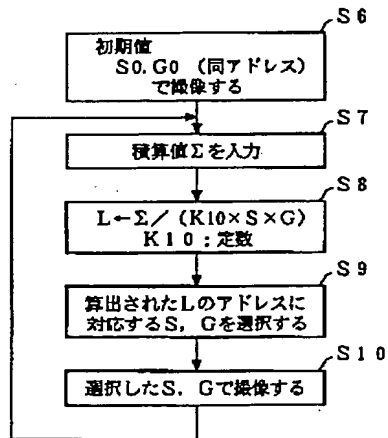 S6
初期値
S0,G0 (同アドレス)
で撮像する
S7
積算値Σを入力
S8
L←Σ/(K10×S×G)
K10;定数
S9
算出されたLのアドレスに
対応するS,Gを選択する
S10
選択したS,Gで撮像する